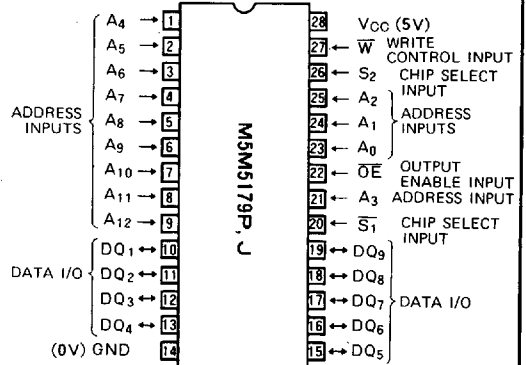 A4 → 1
A5 → 2
A6 → 3
A7 → 4
A8 → 5
A9 → 6
A10 → 7
A11 → 8
A12 → 9
ADDRESS
INPUTS
DQ1 ↔ 10
DQ2 ↔ 11
DQ3 ↔ 12
DQ4 ↔ 13
DATA I/O
(0V) GND 14
M5M5179P, J
28 VCC (5V)
27 ← W̅ WRITE
CONTROL INPUT
26 ← S2 CHIP SELECT
INPUT
25 ← A2
24 ← A1
23 ← A0
ADDRESS
INPUTS
22 ← O̅E̅ OUTPUT
ENABLE INPUT
21 ← A3 ADDRESS INPUT
20 ← S̅1 CHIP SELECT
INPUT
19 ↔ DQ9
18 ↔ DQ8
17 ↔ DQ7
16 ↔ DQ6
15 ↔ DQ5
DATA I/O